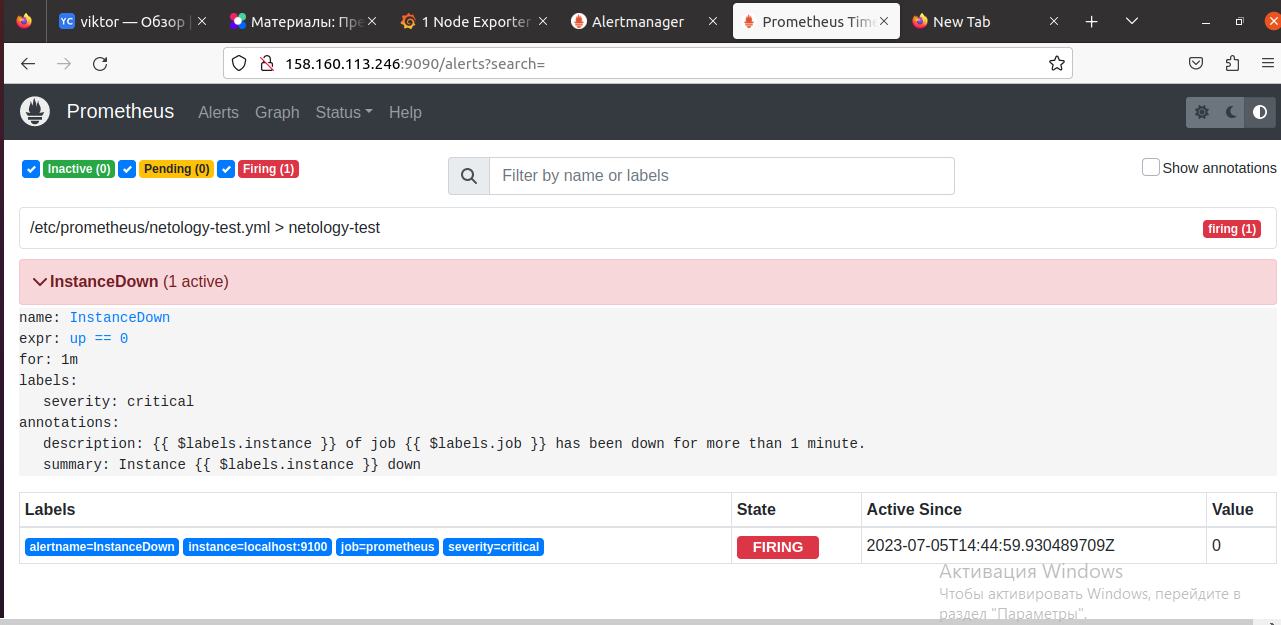 viktor — Обзор
Материалы: Пре
1 Node Exporter
Alertmanager
Prometheus Time
New Tab
158.160.113.246:9090/alerts?search=
Prometheus Alerts Graph Status Help
Inactive (0) Pending (0) Firing (1)
Filter by name or labels
Show annotations
/etc/prometheus/netology-test.yml > netology-test
firing (1)
InstanceDown (1 active)
name: InstanceDown
expr: up == 0
for: 1m
labels:
severity: critical
annotations:
description: {{ $labels.instance }} of job {{ $labels.job }} has been down for more than 1 minute.
summary: Instance {{ $labels.instance }} down
Labels State Active Since Value
alertname=InstanceDown instance=localhost:9100 job=prometheus severity=critical FIRING 2023-07-05T14:44:59.930489709Z 0
Активация Windows
Чтобы активировать Windows, перейдите в
раздел "Параметры".